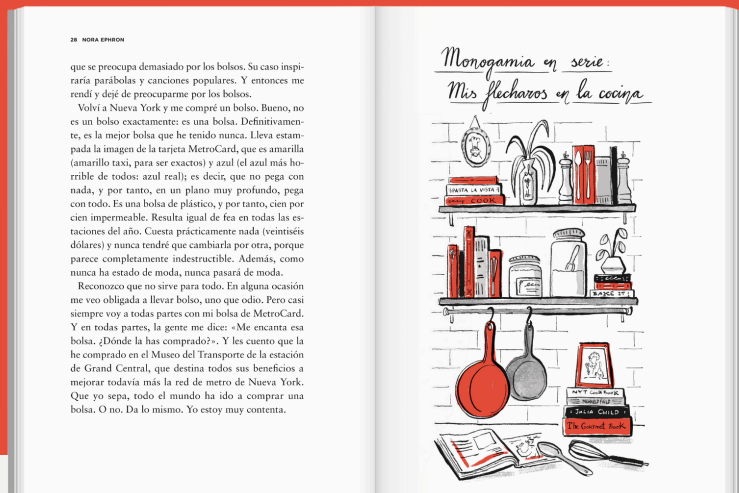 28 NORA EPHRON
que se preocupa demasiado por los bolsos. Su caso inspi-
raría parábolas y canciones populares. Y entonces me
rendí y dejé de preocuparme por los bolsos.
Volví a Nueva York y me compré un bolso. Bueno, no
es un bolso exactamente: es una bolsa. Definitivamen-
te, es la mejor bolsa que he tenido nunca. Lleva estam-
pada la imagen de la tarjeta MetroCard, que es amarilla
(amarillo taxi, para ser exactos) y azul (el azul más ho-
rrible de todos: azul real); es decir, que no pega con
nada, y por tanto, en un plano muy profundo, pega
con todo. Es una bolsa de plástico, y por tanto, cien por
cien impermeable. Resulta igual de fea en todas las es-
taciones del año. Cuesta prácticamente nada (veintiséis
dólares) y nunca tendré que cambiarla por otra, porque
parece completamente indestructible. Además, como
nunca ha estado de moda, nunca pasará de moda.
Reconozco que no sirve para todo. En alguna ocasión
me veo obligada a llevar bolso, uno que odio. Pero casi
siempre voy a todas partes con mi bolsa de MetroCard.
Y en todas partes, la gente me dice: «Me encanta esa
bolsa. ¿Dónde la has comprado?». Y les cuento que la
he comprado en el Museo del Transporte de la estación
de Grand Central, que destina todos sus beneficios a
mejorar todavía más la red de metro de Nueva York.
Que yo sepa, todo el mundo ha ido a comprar una
bolsa. O no. Da lo mismo. Yo estoy muy contenta.
Monogamia en serie:
Mis flechazos en la cocina
¡PASTA LA VISTA!
COOK
BAKE IT!
NYT COOKBOOK
JULIA CHILD
The Gourmet Book